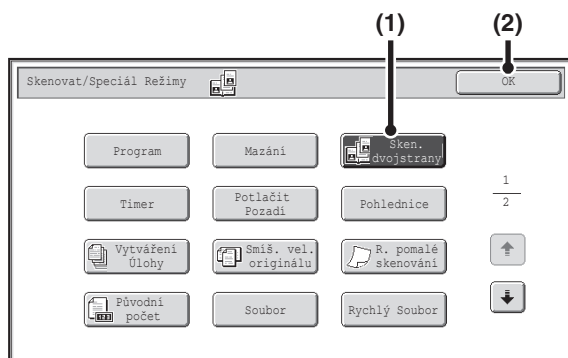 (1) (2)
Skenovat/Speciál Režimy OK
Program Mazání Sken.
dvojstrany
Timer Potlačit
Pozadí Pohlednice
1
2
Vytváření
Úlohy Smíš. vel.
originálu R. pomalé
skenování
Původní
počet Soubor Rychlý Soubor
123